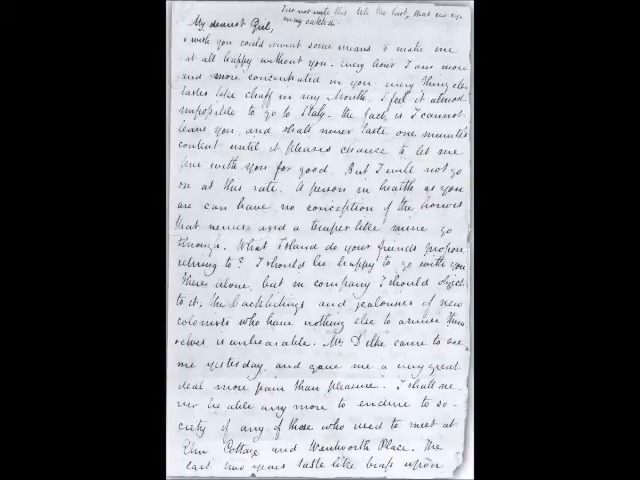 I do not write this till the last, that no eye
may catch it.
My dearest Girl,
I wish you could invent some means to make me
at all happy without you. Every hour I am more
and more concentrated in you; every thing else
tastes like chaff in my Mouth. I feel it almost
impossible to go to Italy - the fact is I cannot
leave you, and shall never taste one minute's
content until it pleases chance to let me
live with you for good. But I will not go
on at this rate. A person in health as you
are can have no conception of the horrors
that nerves and a temper like mine go
through. What Island do your friends propose
retiring to? I should be happy to go with you
there alone, but in company I should object
to it; the backbitings and jealousies of new
colonists who have nothing else to amuse them
selves is unbearable. Mr Dilke came to see
me yesterday, and gave me a very great
deal more pain than pleasure. I shall ne
ver be able any more to endure to so-
ciety of any of those who used to meet at
Elm Cottage and Wentworth Place. The
last two years taste like brass upon